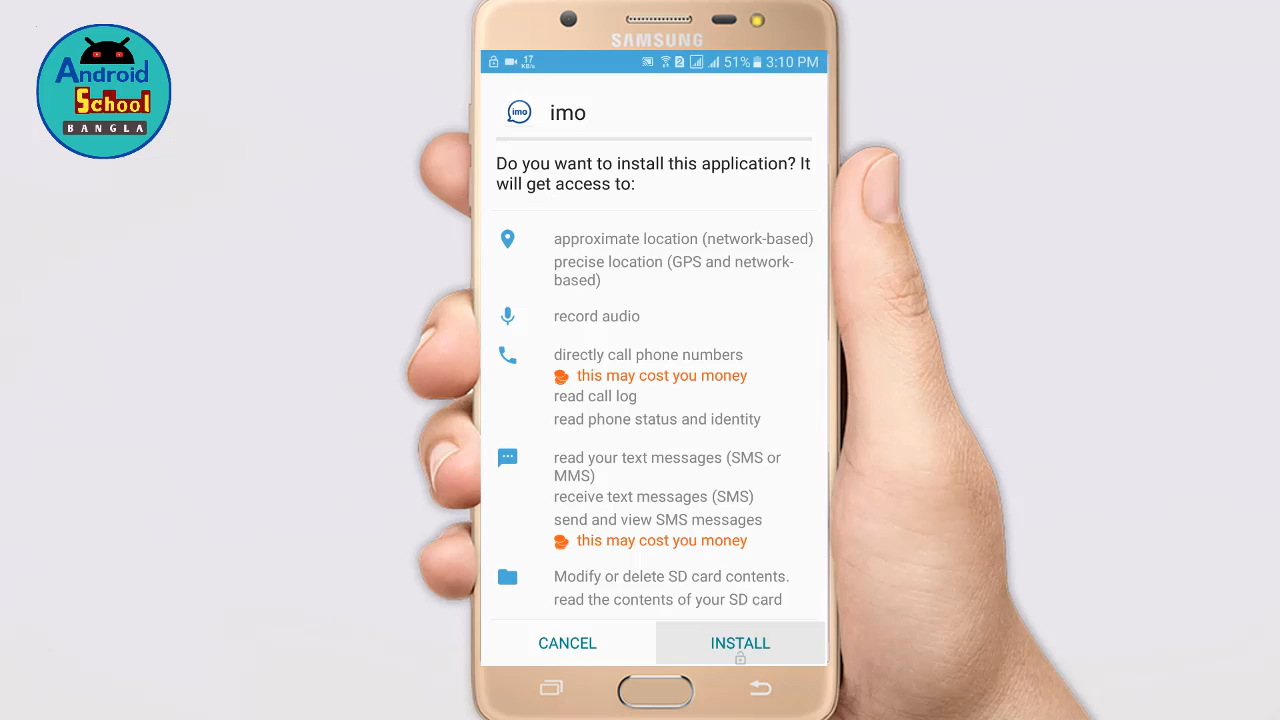 Android
School
BANGLA
SAMSUNG
17
KB/s
2
51%
3:10 PM
imo
imo
Do you want to install this application? It
will get access to:
approximate location (network-based)
precise location (GPS and network-
based)
record audio
directly call phone numbers
this may cost you money
read call log
read phone status and identity
read your text messages (SMS or
MMS)
receive text messages (SMS)
send and view SMS messages
this may cost you money
Modify or delete SD card contents.
read the contents of your SD card
CANCEL
INSTALL